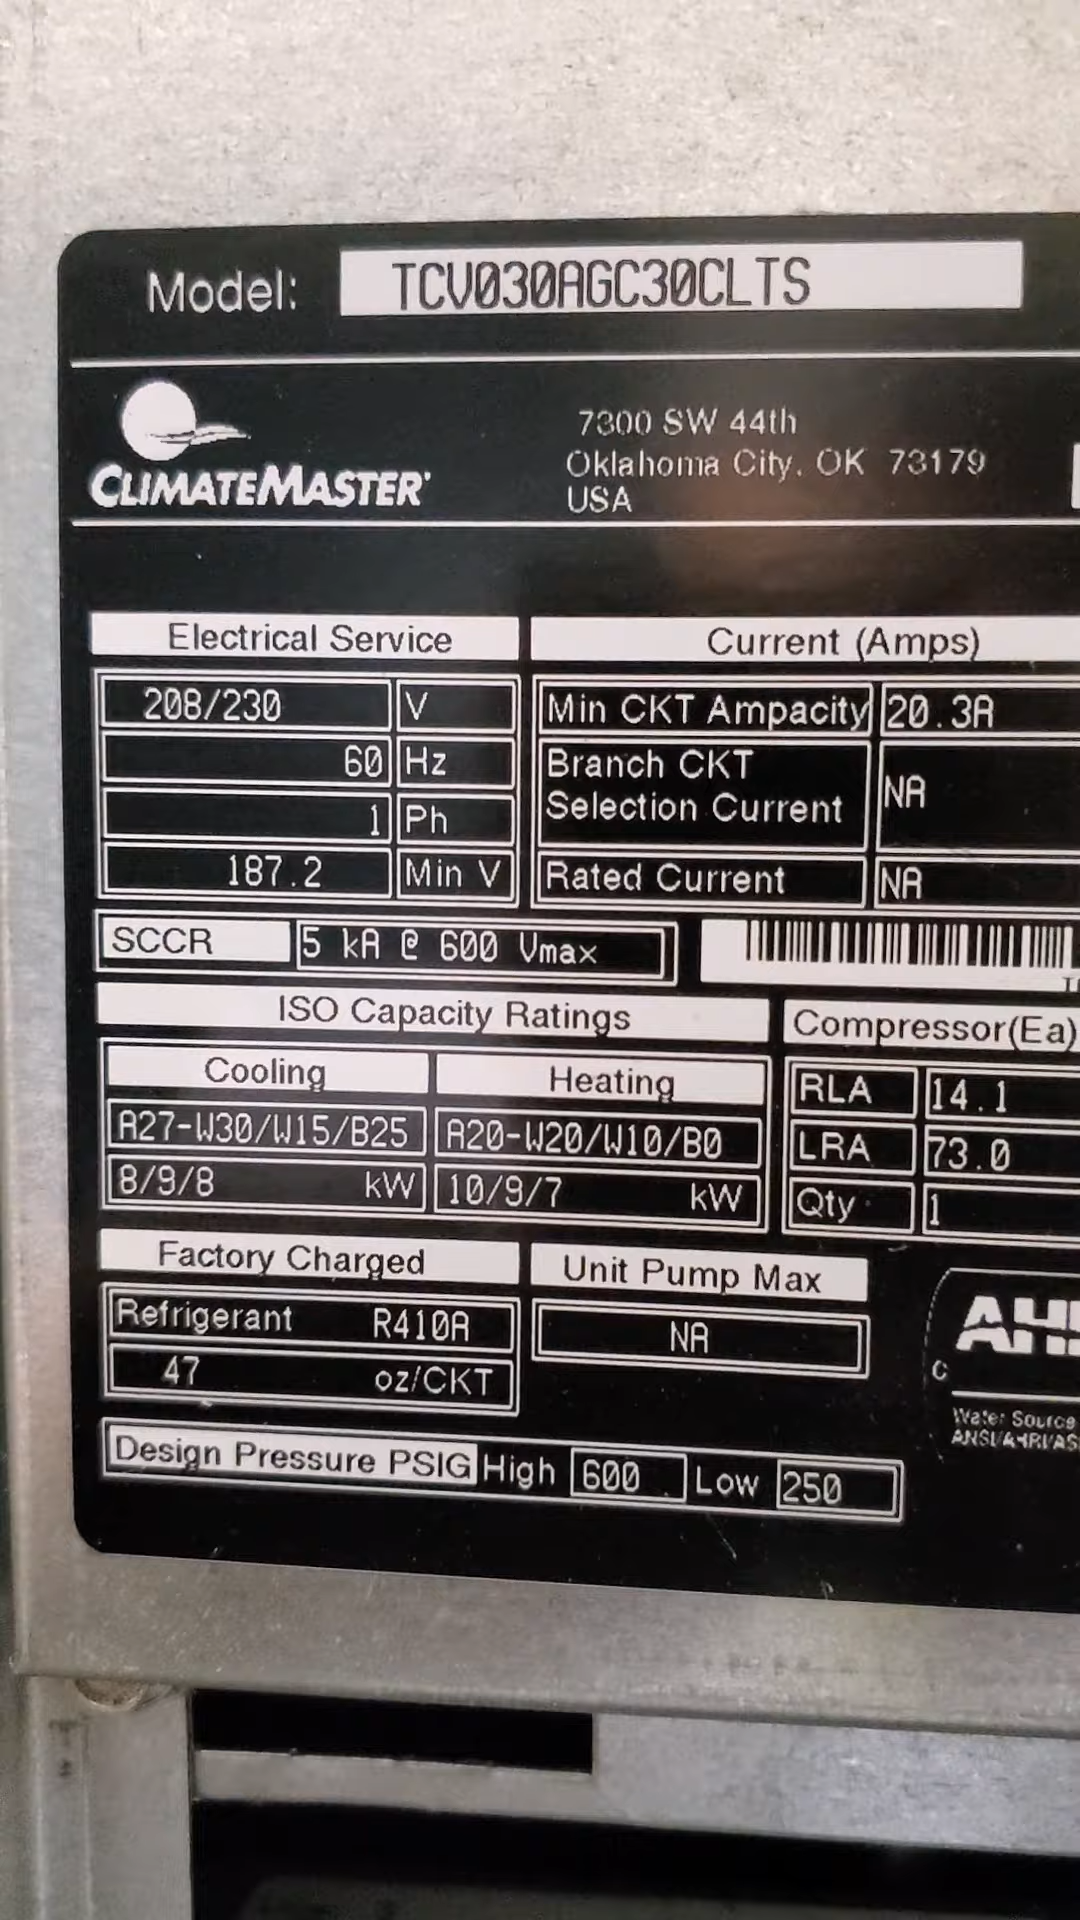 Model: TCV030AGC30CLTS
CLIMATEMASTER
7300 SW 44th
Oklahoma City, OK 73179
USA
Electrical Service
208/230 V
60 Hz
1 Ph
187.2 Min V
Current (Amps)
Min CKT Ampacity 20.3A
Branch CKT
Selection Current NA
Rated Current NA
SCCR 5 kA @ 600 Vmax
ISO Capacity Ratings
Cooling Heating
A27-W30/W15/B25 A20-W20/W10/B0
8/9/8 kW 10/9/7 kW
Compressor(Ea)
RLA 14.1
LRA 73.0
Qty 1
Factory Charged
Refrigerant R410A
47 oz/CKT
Unit Pump Max
NA
C
Water Source
Design Pressure PSIG High 600 Low 250